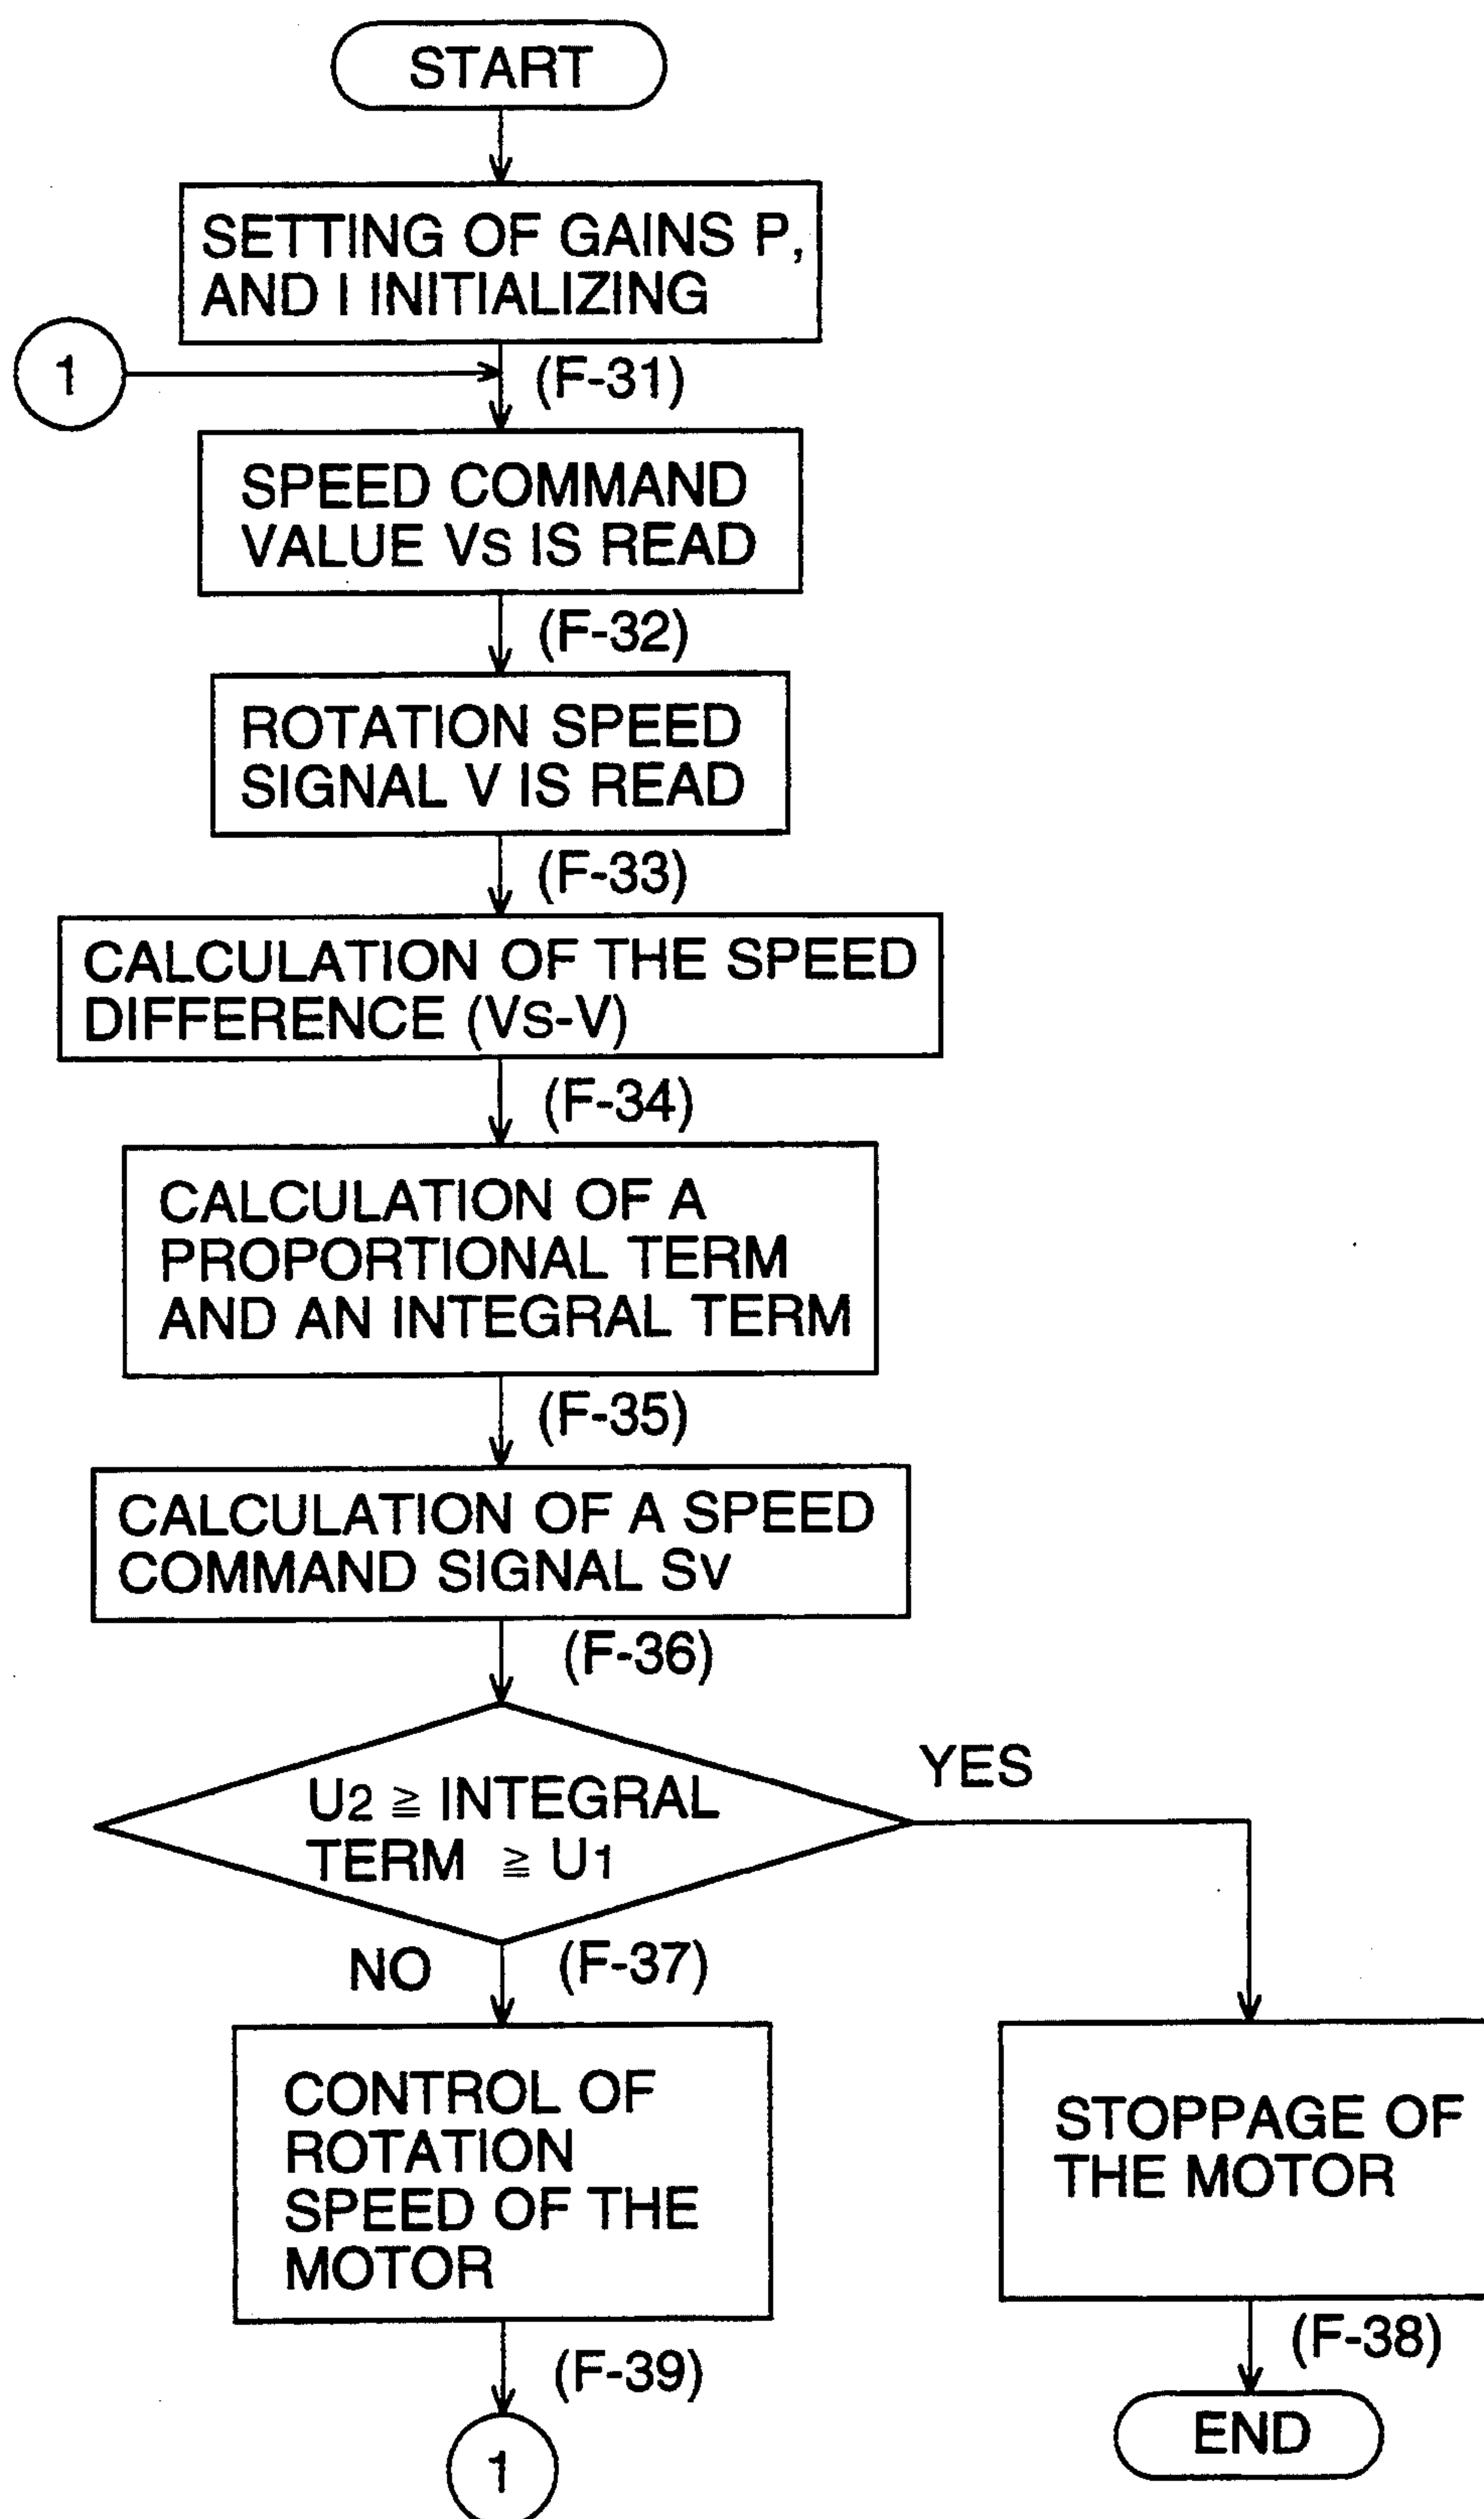 START
SETTING OF GAINS P,
AND I INITIALIZING
1
(F-31)
SPEED COMMAND
VALUE VS IS READ
(F-32)
ROTATION SPEED
SIGNAL V IS READ
(F-33)
CALCULATION OF THE SPEED
DIFFERENCE (VS-V)
(F-34)
CALCULATION OF A
PROPORTIONAL TERM
AND AN INTEGRAL TERM
(F-35)
CALCULATION OF A SPEED
COMMAND SIGNAL SV
(F-36)
U2 ≧ INTEGRAL
TERM ≧ U1
YES
NO
(F-37)
CONTROL OF
ROTATION
SPEED OF THE
MOTOR
STOPPAGE OF
THE MOTOR
(F-39)
(F-38)
1
END